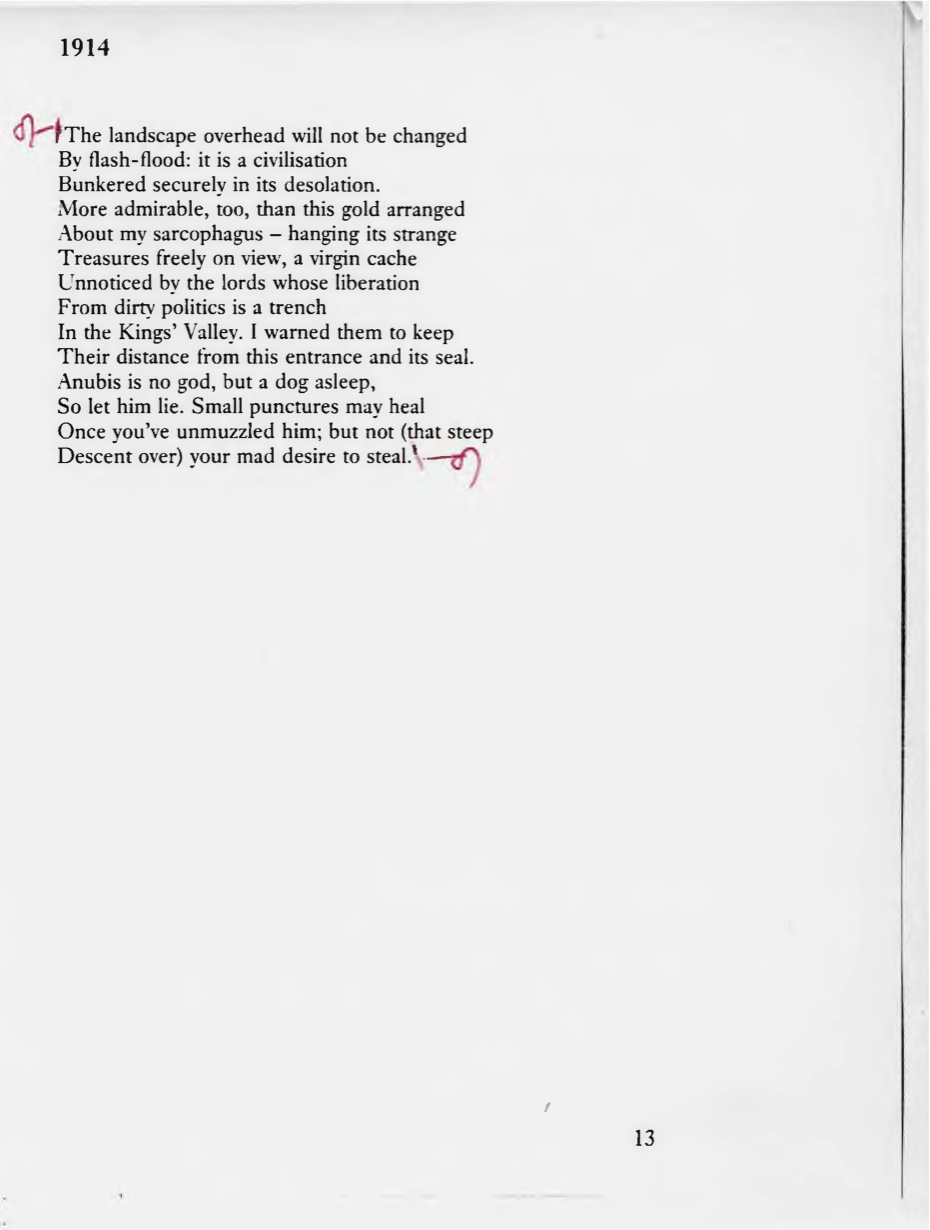 1914
'The landscape overhead will not be changed
By flash-flood: it is a civilisation
Bunkered securely in its desolation.
More admirable, too, than this gold arranged
About my sarcophagus – hanging its strange
Treasures freely on view, a virgin cache
Unnoticed by the lords whose liberation
From dirty politics is a trench
In the Kings' Valley. I warned them to keep
Their distance from this entrance and its seal.
Anubis is no god, but a dog asleep,
So let him lie. Small punctures may heal
Once you've unmuzzled him; but not (that steep
Descent over) your mad desire to steal.'
13